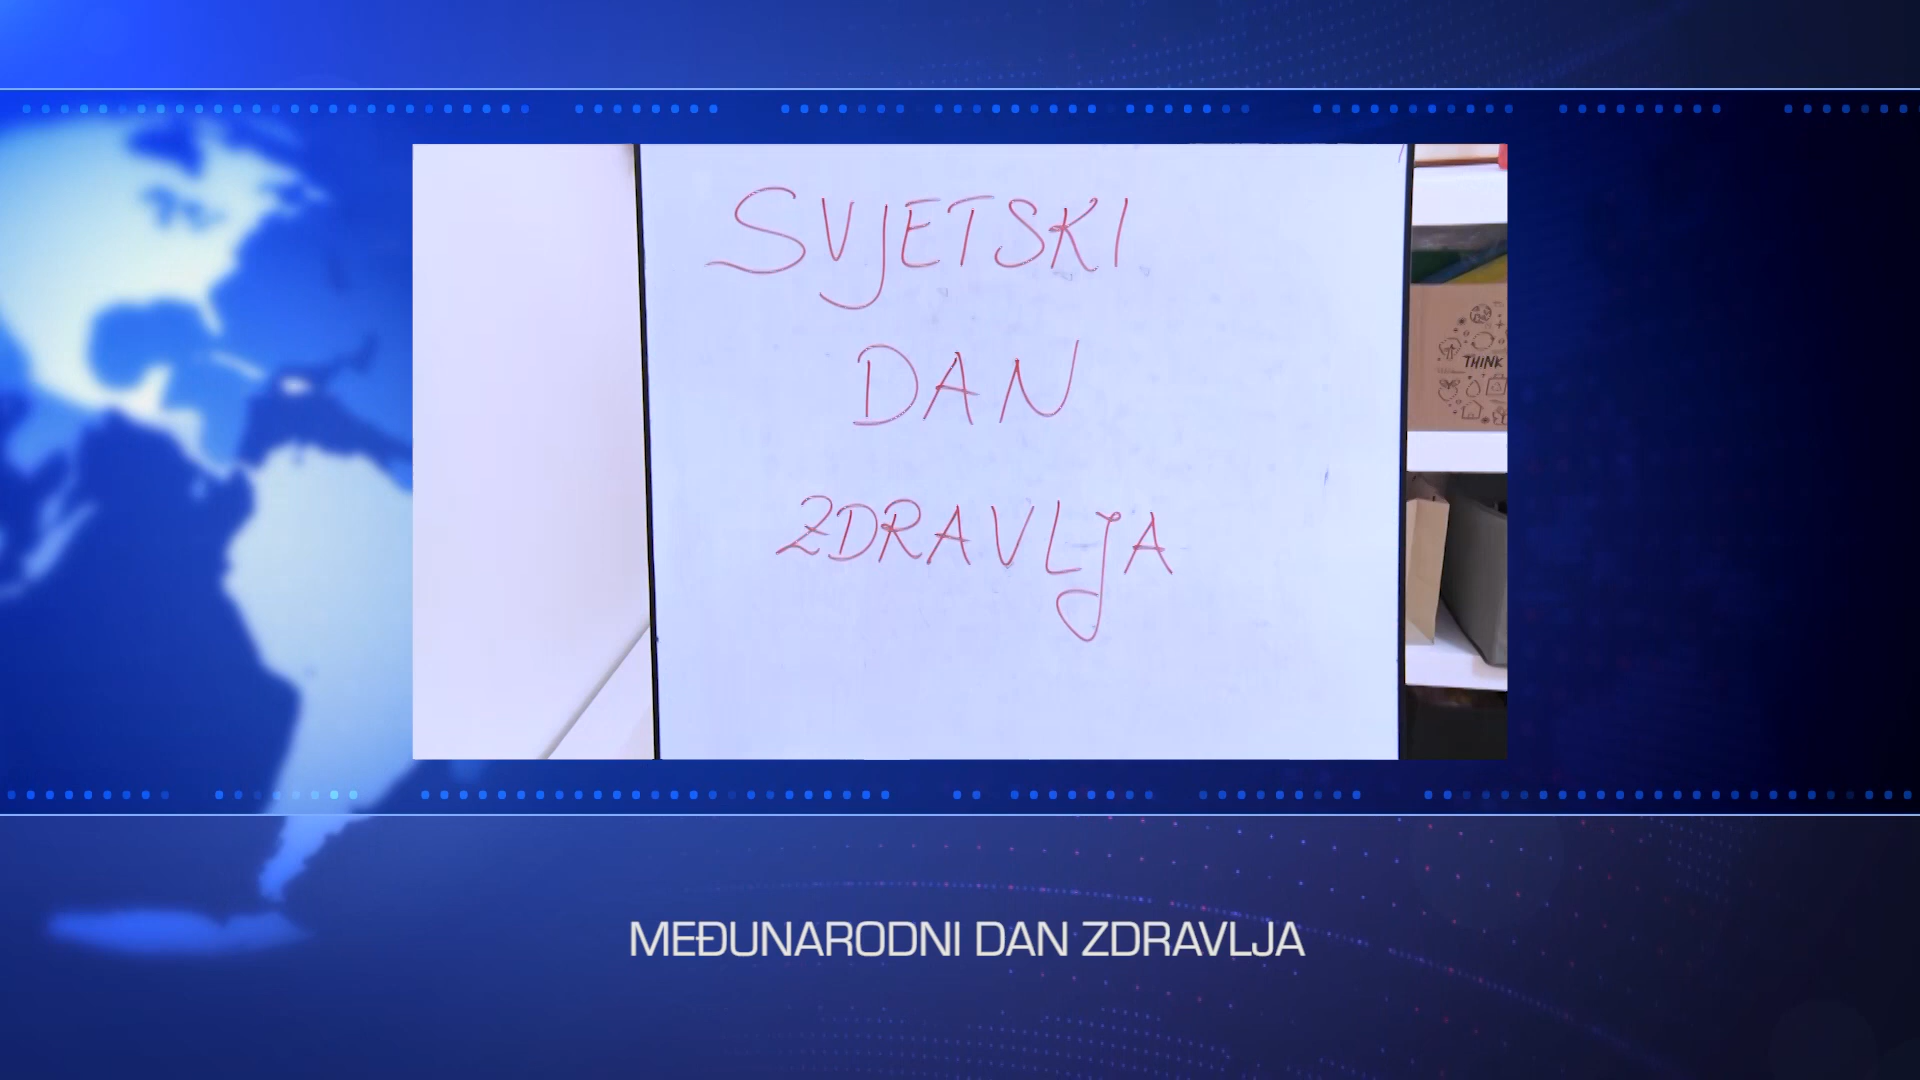 SVJETSKI
DAN
ZDRAVLJA
THINK
MEĐUNARODNI DAN ZDRAVLJA